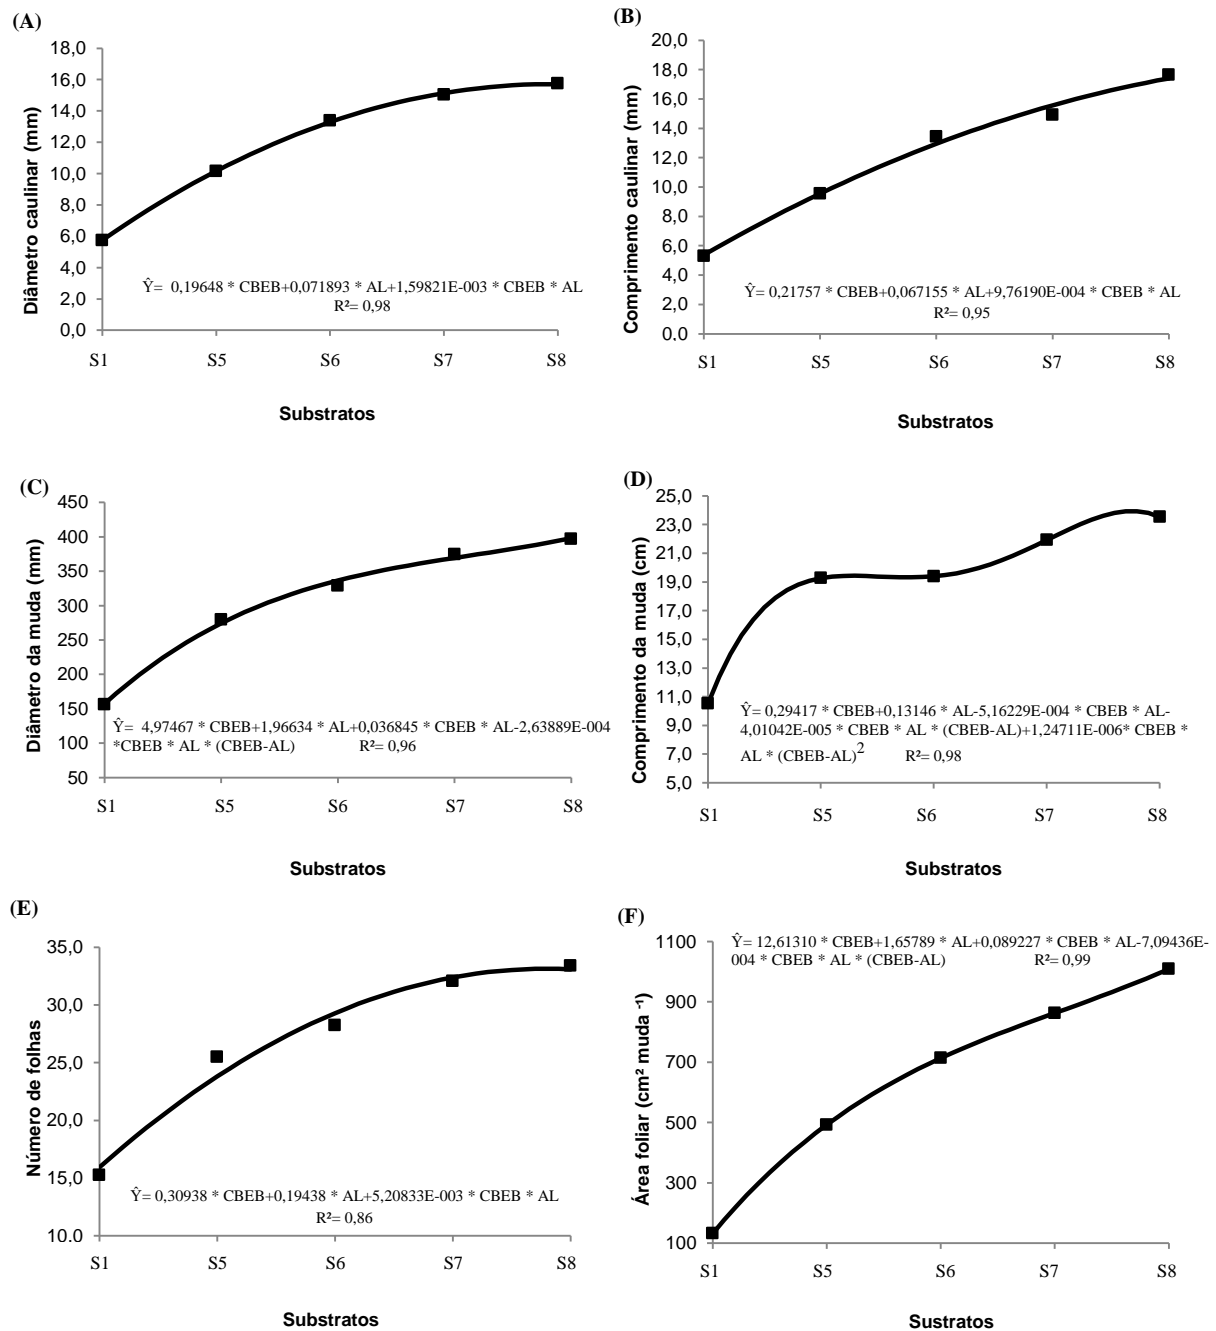 (A)
18,0
16,0
14,0
12,0
10,0
8,0
6,0
4,0
2,0
0,0
Diâmetro caulinar (mm)
Ŷ= 0,19648 * CBEB+0,071893 * AL+1,59821E-003 * CBEB * AL
R²= 0,98
S1 S5 S6 S7 S8
Substratos
(B)
20,0
18,0
16,0
14,0
12,0
10,0
8,0
6,0
4,0
2,0
0.0
Comprimento caulinar (mm)
Ŷ= 0,21757 * CBEB+0,067155 * AL+9,76190E-004 * CBEB * AL
R²= 0,95
S1 S5 S6 S7 S8
Substratos
(C)
450
400
350
300
250
200
150
100
50
Diâmetro da muda (mm)
Ŷ= 4,97467 * CBEB+1,96634 * AL+0,036845 * CBEB * AL-2,63889E-004
*CBEB * AL * (CBEB-AL) R²= 0,96
S1 S5 S6 S7 S8
Substratos
(D)
25,0
23,0
21,0
19,0
17,0
15,0
13,0
11,0
9,0
7,0
5,0
Comprimento da muda (cm)
Ŷ= 0,29417 * CBEB+0,13146 * AL-5,16229E-004 * CBEB * AL-
4,01042E-005 * CBEB * AL * (CBEB-AL)+1,24711E-006* CBEB *
AL * (CBEB-AL)² R²= 0,98
S1 S5 S6 S7 S8
Substratos
(E)
35,0
30,0
25,0
20,0
15,0
10.0
Número de folhas
Ŷ= 0,30938 * CBEB+0,19438 * AL+5,20833E-003 * CBEB * AL
R²= 0,86
S1 S5 S6 S7 S8
Substratos
(F)
1100
900
700
500
300
100
Área foliar (cm² muda ⁻¹)
Ŷ= 12,61310 * CBEB+1,65789 * AL+0,089227 * CBEB * AL-7,09436E-
004 * CBEB * AL * (CBEB-AL) R²= 0,99
S1 S5 S6 S7 S8
Sustratos